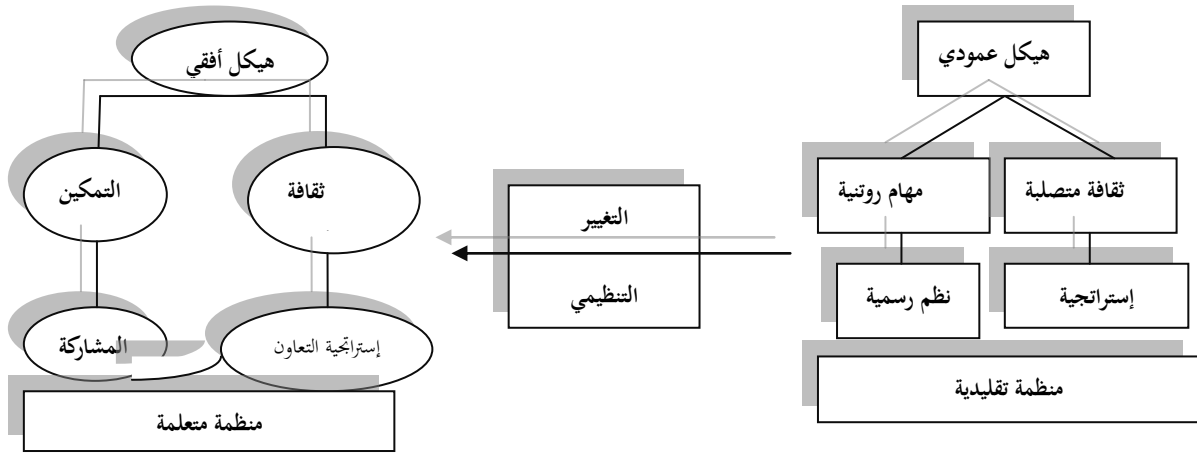 هيكل عمودي
هيكل أفقي
ثقافة متصلبة
مهام روتنية
ثقافة
التمكين
التغيير
التنظيمي
إستراتجية
نظم رسمية
إستراتجية التعاون
المشاركة
منظمة تقليدية
منظمة متعلمة